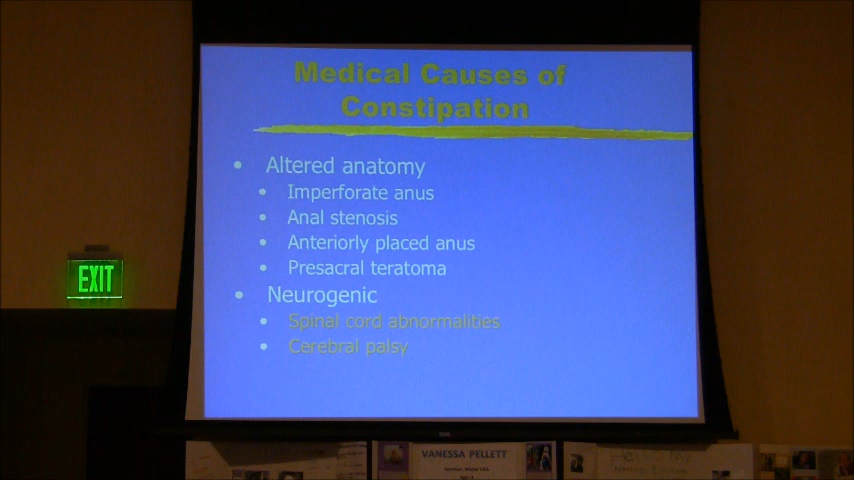 Medical Causes of
Constipation
• Altered anatomy
• Imperforate anus
• Anal stenosis
• Anteriorly placed anus
• Presacral teratoma
• Neurogenic
• Spinal cord abnormalities
• Cerebral palsy
EXIT
VANESSA PELLETT